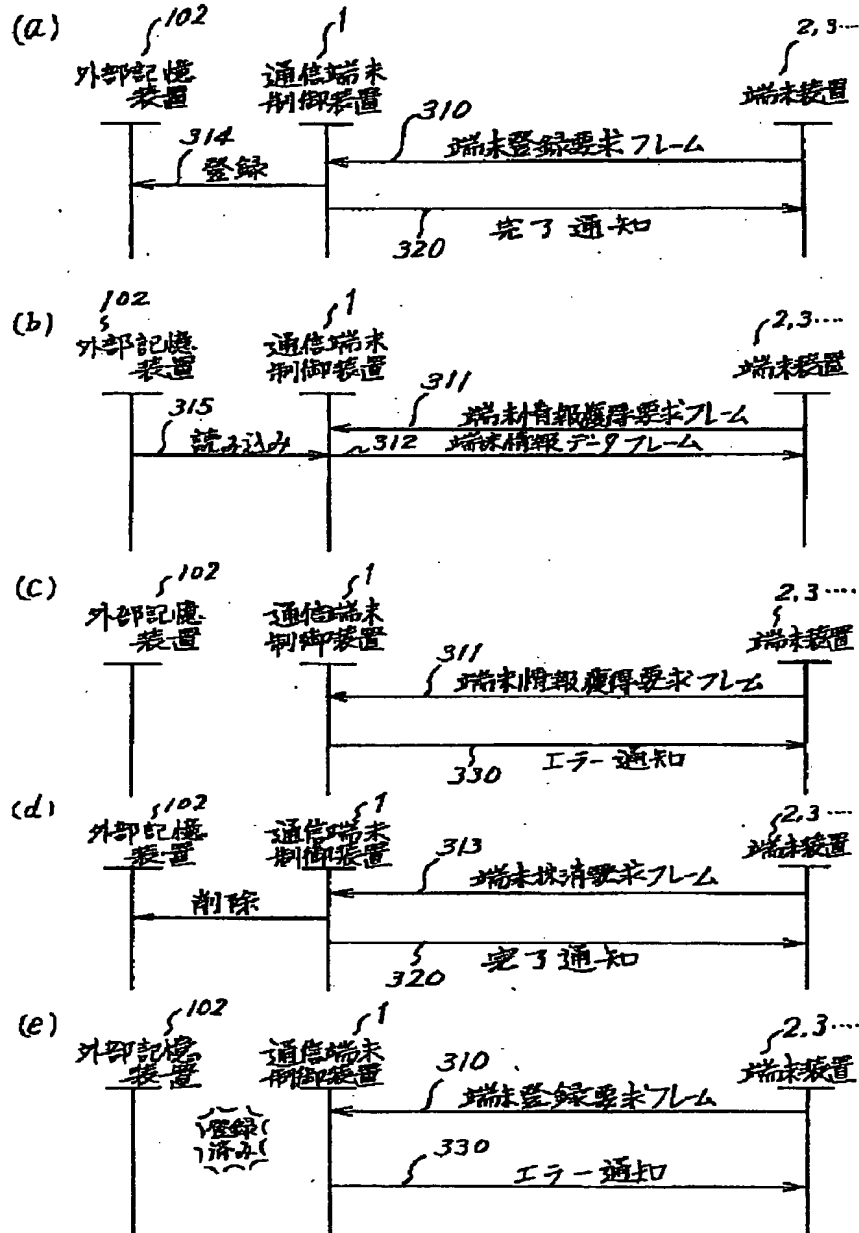 (a)
102
1
2,3…
外部記憶
装置
通信端末
制御装置
端末装置
310
314
端末登録要求フレーム
登録
320
完了通知
(b)
102
1
2,3‥‥
外部記憶
装置
通信端末
制御装置
端末装置
311
315
端末情報獲得要求フレーム
読み込み
312
端末情報データフレーム
(c)
102
1
2,3‥‥
外部記憶
装置
通信端末
制御装置
端末装置
311
端末情報獲得要求フレーム
330
エラー通知
(d)
102
1
2,3‥‥
外部記憶
装置
通信端末
制御装置
端末装置
313
端末抹消要求フレーム
削除
320
完了通知
(e)
102
1
2,3‥‥
外部記憶
装置
通信端末
制御装置
端末装置
310
端末登録要求フレーム
登録
済み
330
エラー通知